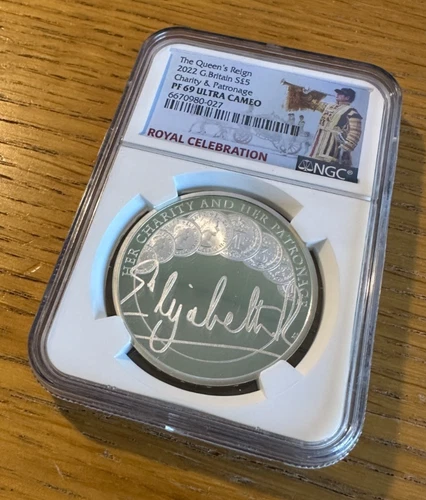 The Queen's Reign
2022 G.Britain S£5
Charity & Patronage
PF 69 ULTRA CAMEO
6670980-027
ROYAL CELEBRATION
NGC
HER CHARITY AND HER PATRONAGE
Elizabeth R